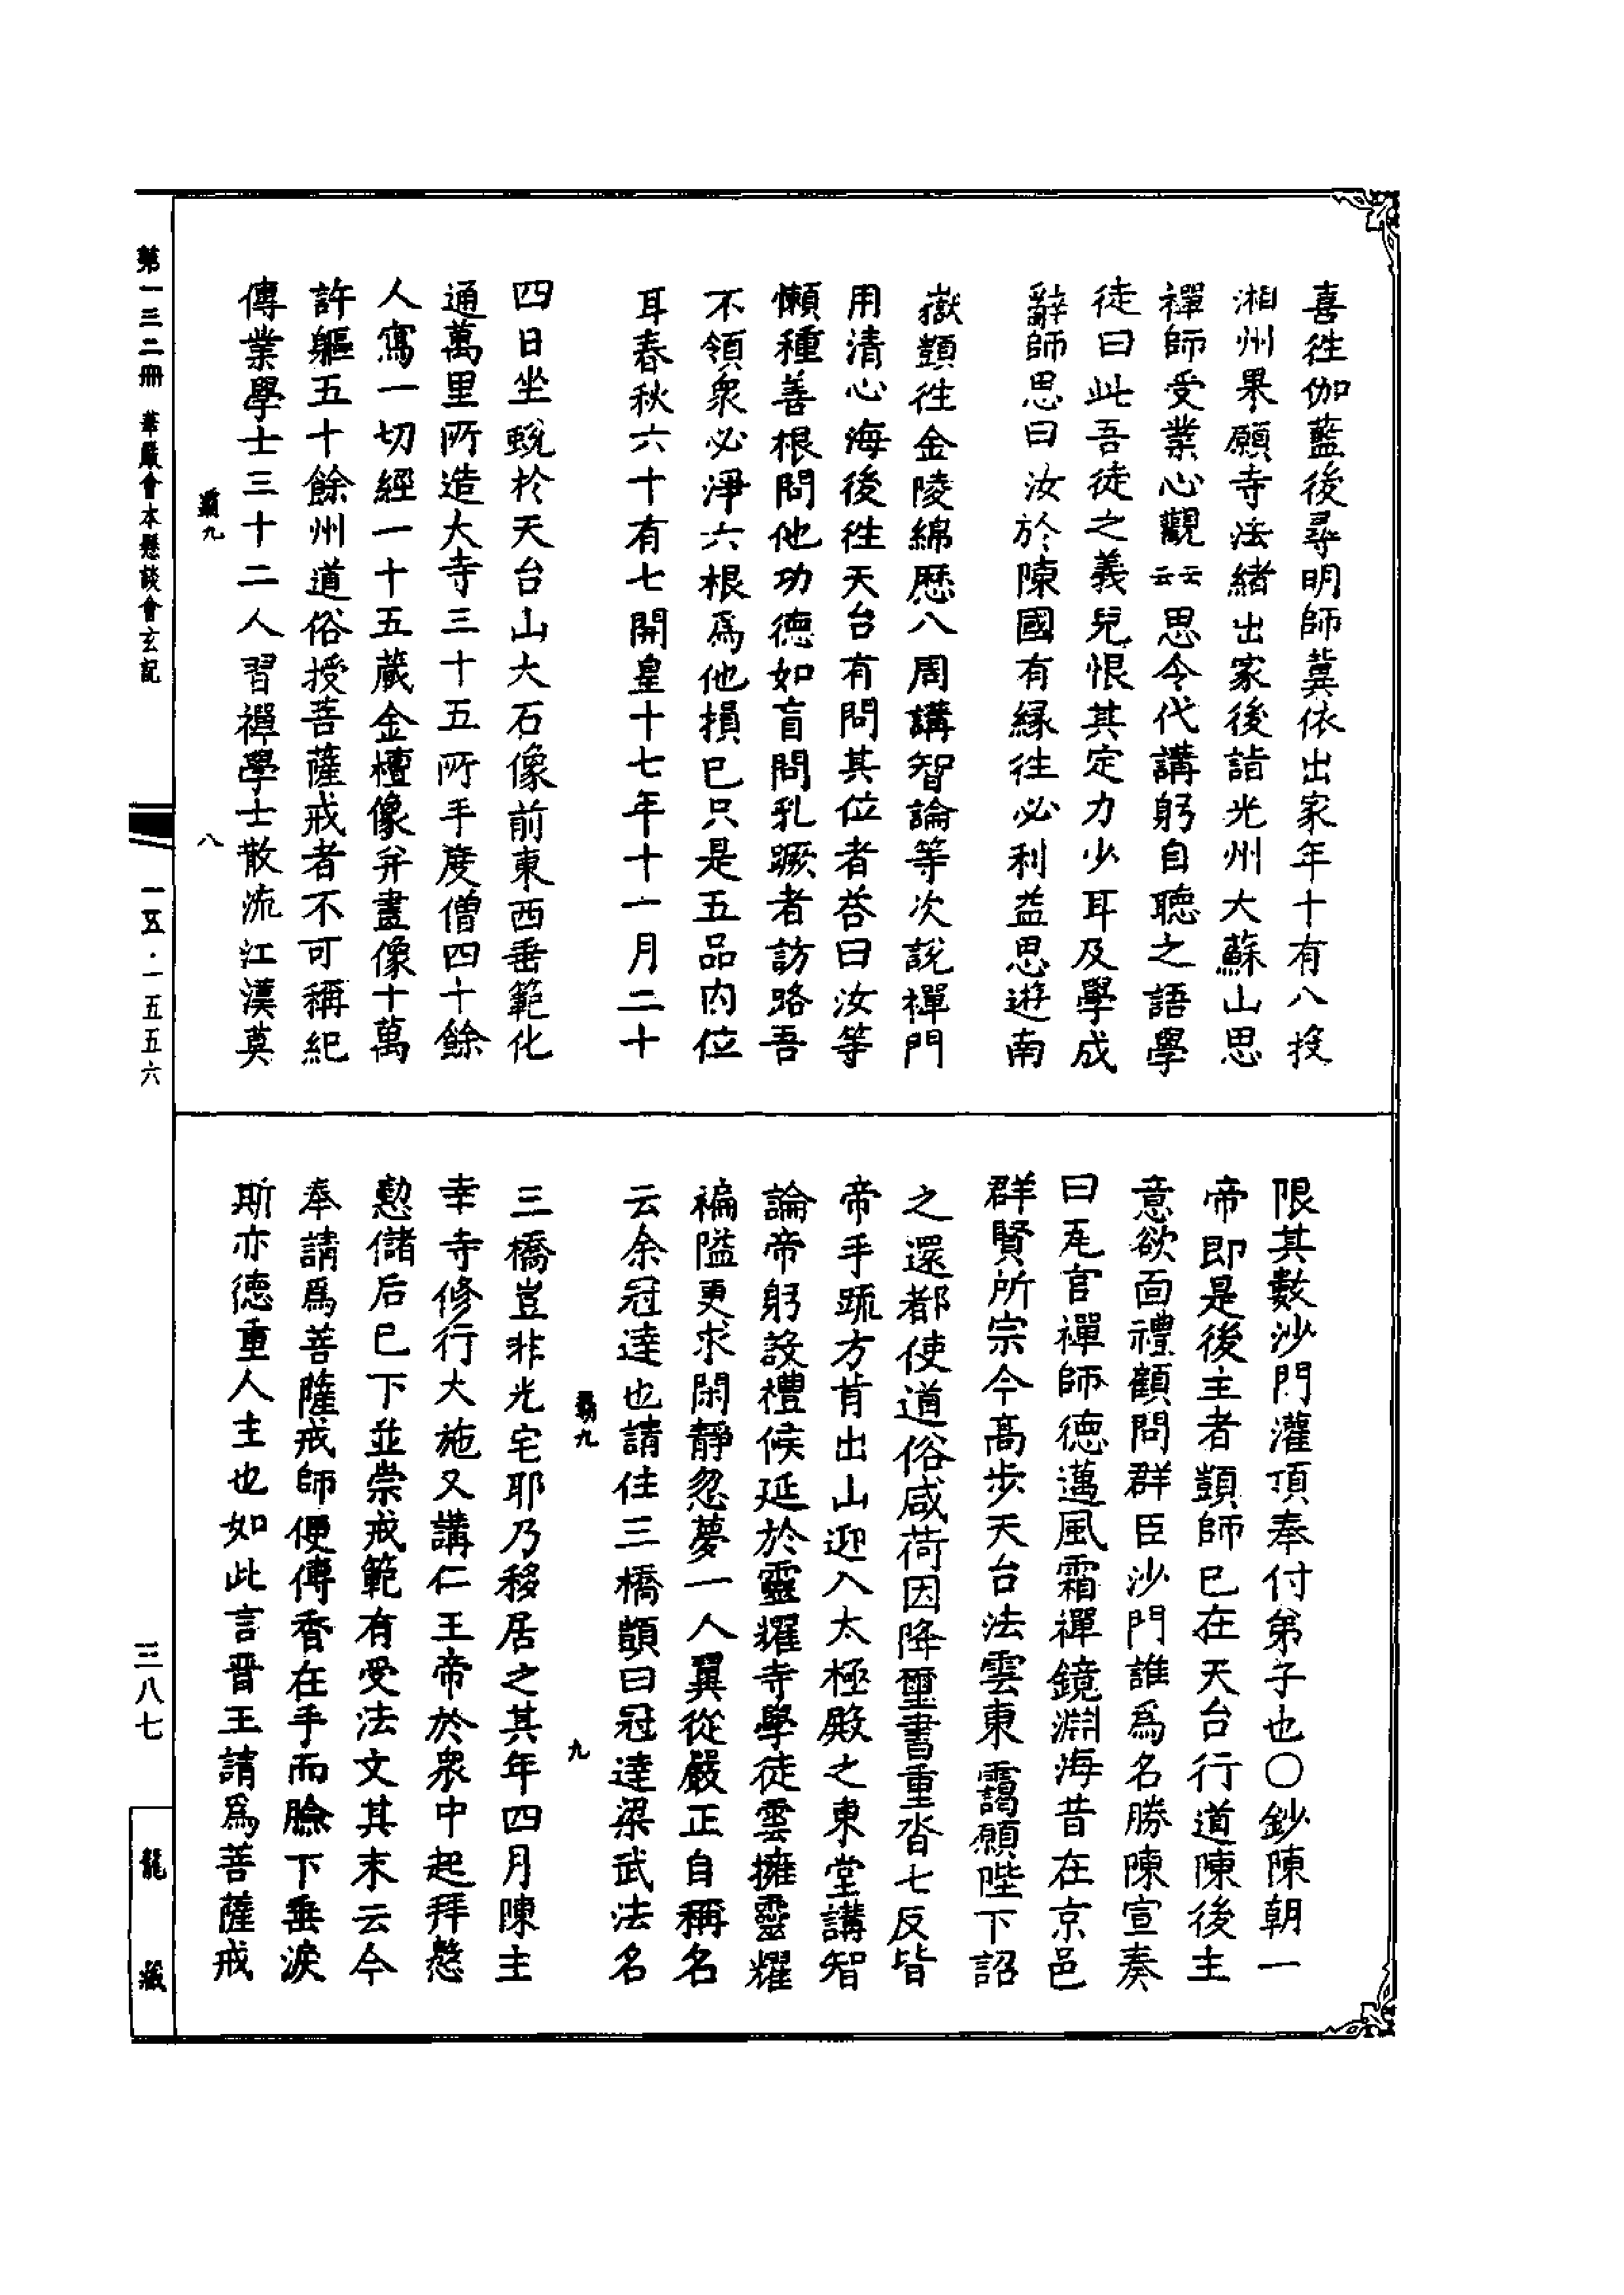 喜徃伽藍後尋明師冀依出家年十有八投
湘州果願寺法緒出家後詣光州大蘇山思
禪師受業心觀云云思令代講躬自聽之語學
徒曰此吾徒之義兒恨其定力少耳及學成
辭師思曰汝於陳國有緣往必利益思遊南
嶽顗往金陵綿歷八周講智論等次說禪門
用清心海後往天台有問其位者荅曰汝等
懶種善根問他功德如盲問乳蹶者訪路吾
不領衆必淨六根爲他損已只是五品內位
耳春秋六十有七開皇十七年十一月二十
四日坐蛻於天台山大石像前東西垂範化
通萬里所造大寺三十五所手度僧四十餘
人寫一切經一十五藏金檀像并畫像十萬
許軀五十餘州道俗授菩薩戒者不可稱紀
傳業學士三十二人習禪學士散流江漢莫
九
八
限其數沙門灌頂奉付弟子也○鈔陳朝一
帝即是後主者顗師已在天台行道陳後主
意欲面禮顧問群臣沙門誰爲名勝陳宣奏
曰瓦官禪師德邁風霜禪鏡淵海昔在京邑
群賢所宗今高步天台法雲東靄願陛下詔
之還都使道俗咸荷因降璽書重沓七反皆
帝手疏方肯出山迎入太極殿之東堂講智
論帝躬設禮候延於靈耀寺學徒雲擁靈耀
褊隘更求閑靜忽夢一人翼從嚴正自稱名
云余冠達也請住三橋顗曰冠達梁武法名
九
九
三橋豈非光宅耶乃移居之其年四月陳主
幸寺修行大施又講仁王帝於衆中起拜慇
懃儲后已下並崇戒範有受法文其末云今
奉請爲菩薩戒師便傳香在手而臉下垂淚
斯亦德重人主也如此言晋王請爲菩薩戒
第一三二冊 華嚴會本懸談會玄記
一五·一五五六
三八七
龍藏